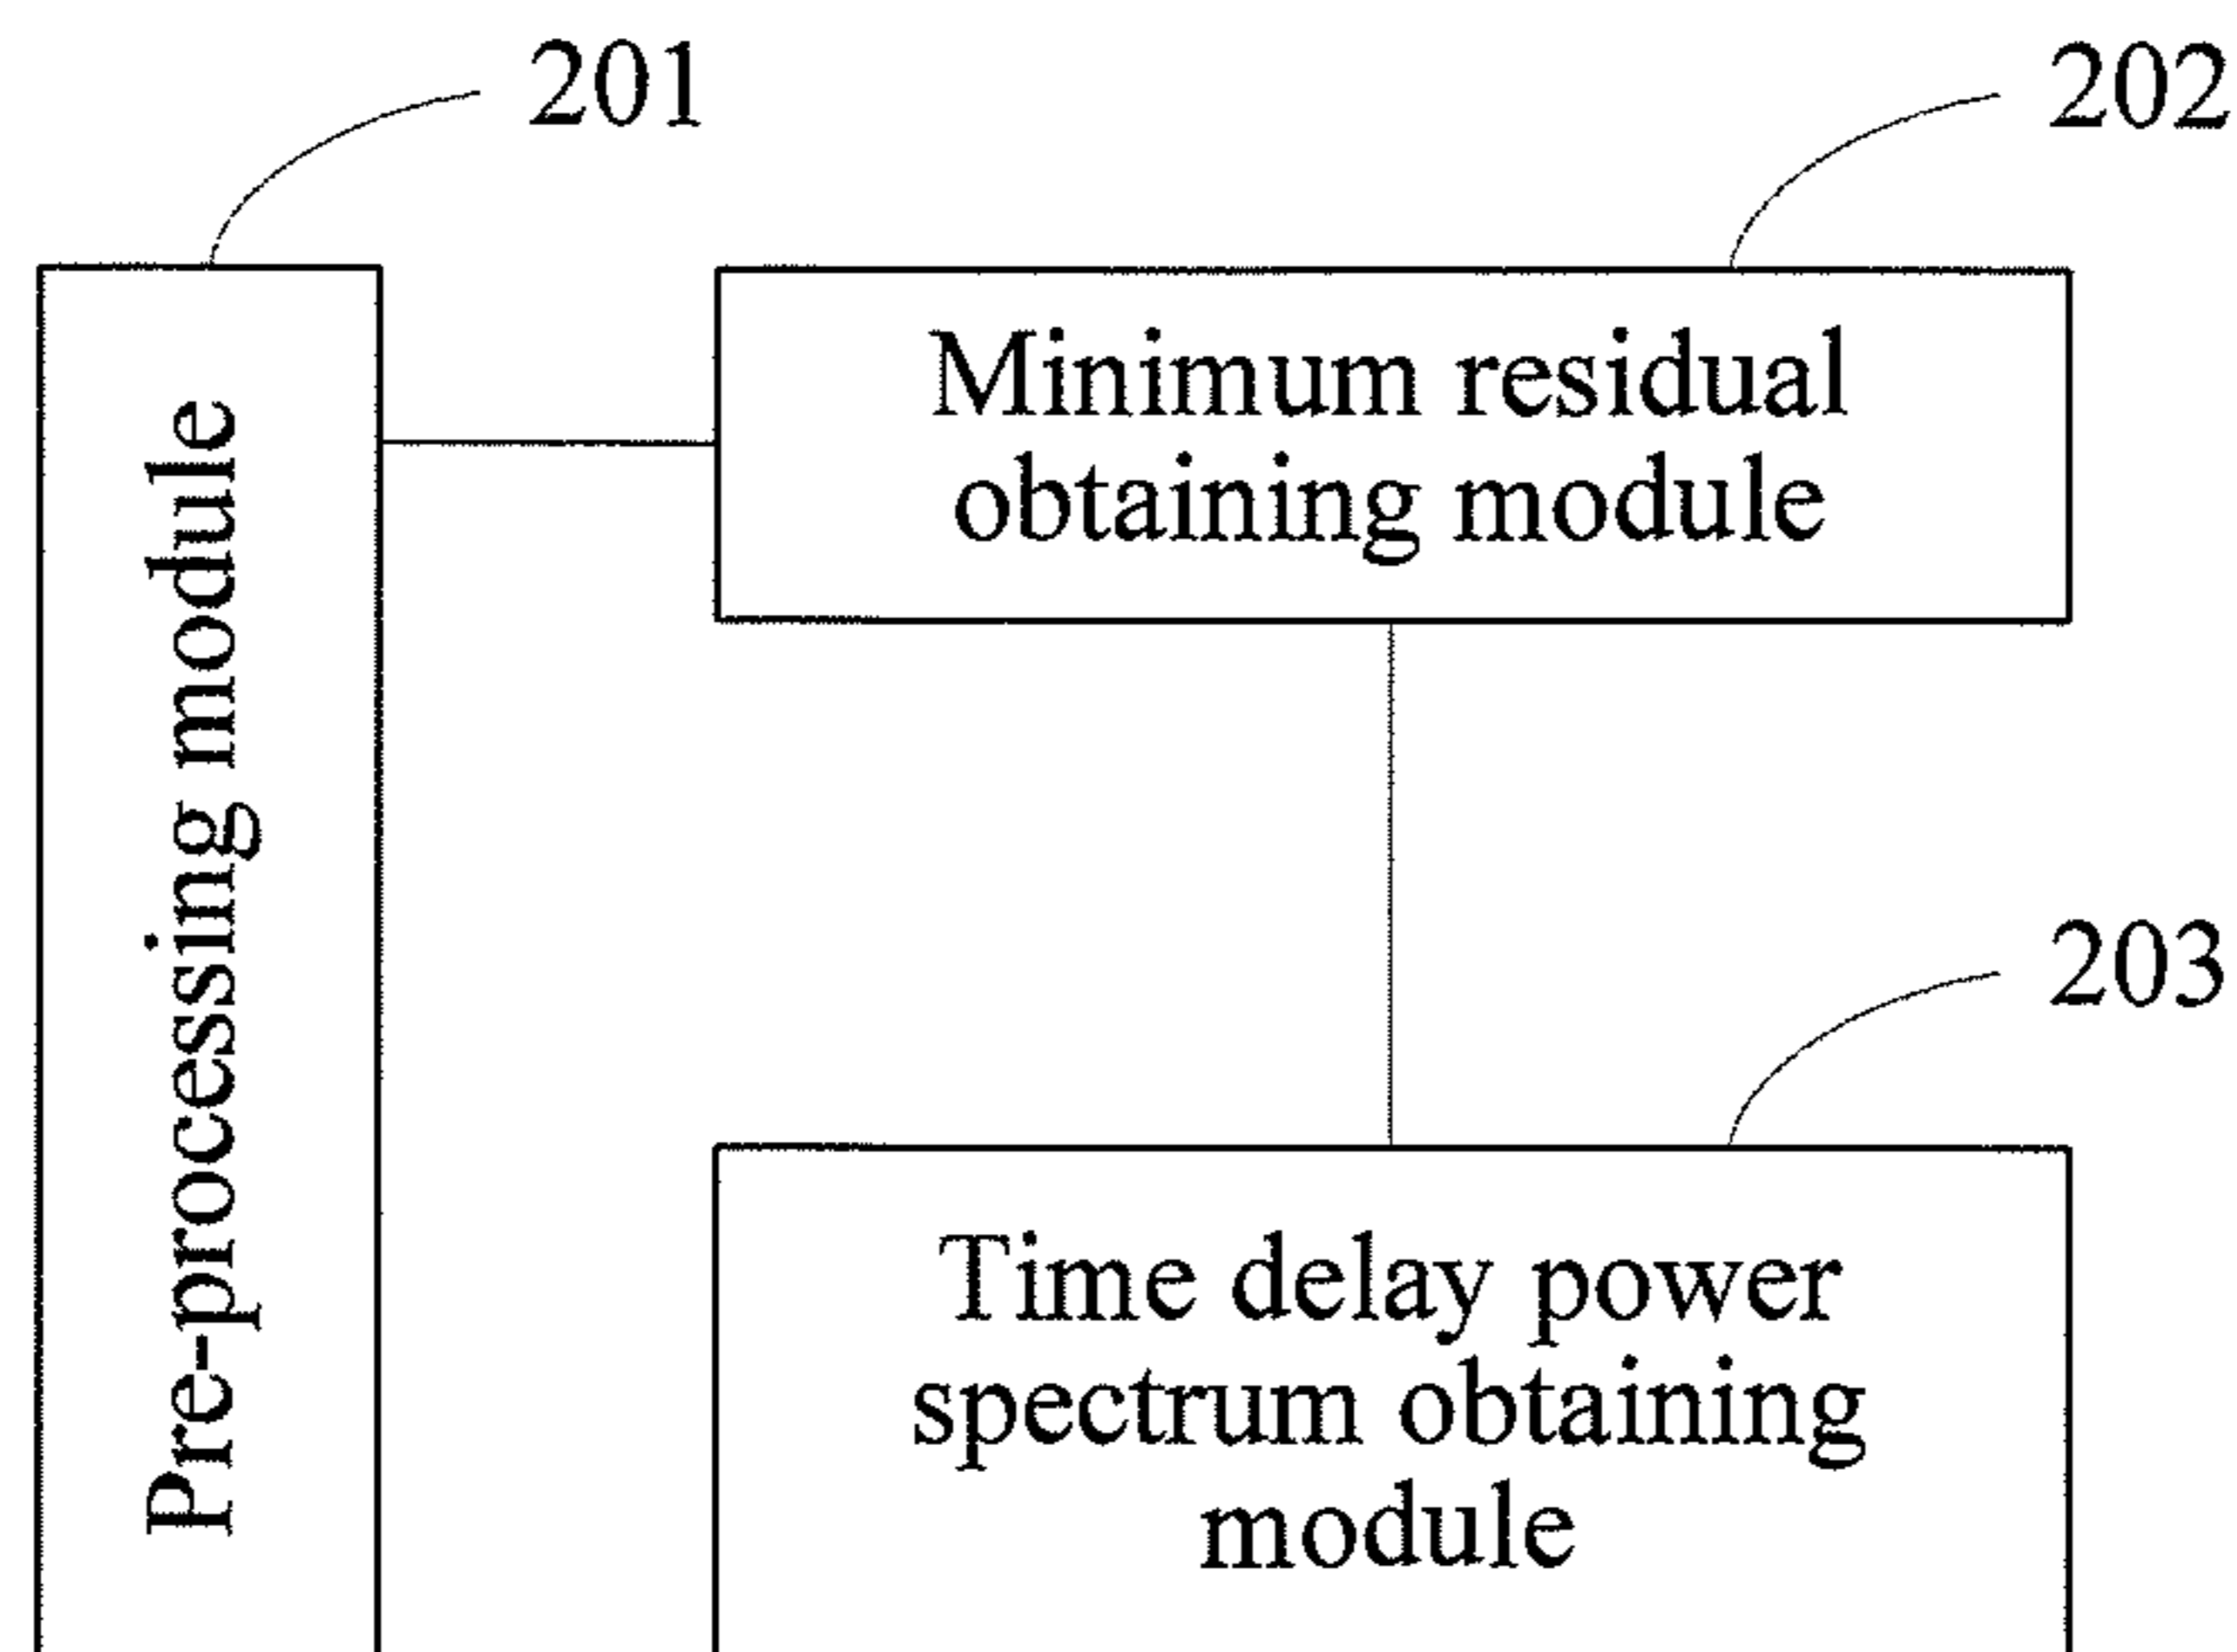 201
202
Pre-processing module
Minimum residual
obtaining module
203
Time delay power
spectrum obtaining
module